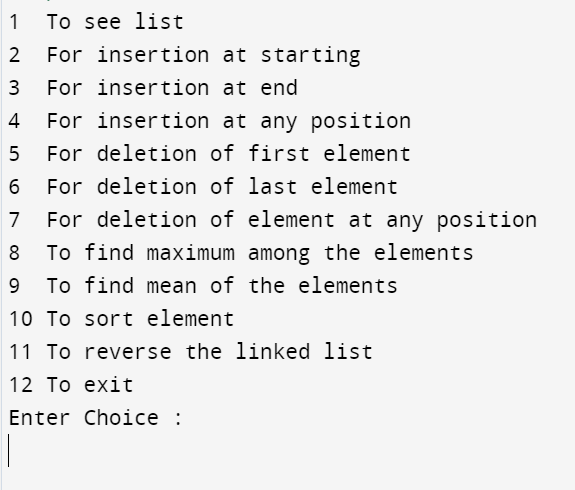 1  To see list
2  For insertion at starting
3  For insertion at end
4  For insertion at any position
5  For deletion of first element
6  For deletion of last element
7  For deletion of element at any position
8  To find maximum among the elements
9  To find mean of the elements
10 To sort element
11 To reverse the linked list
12 To exit
Enter Choice :